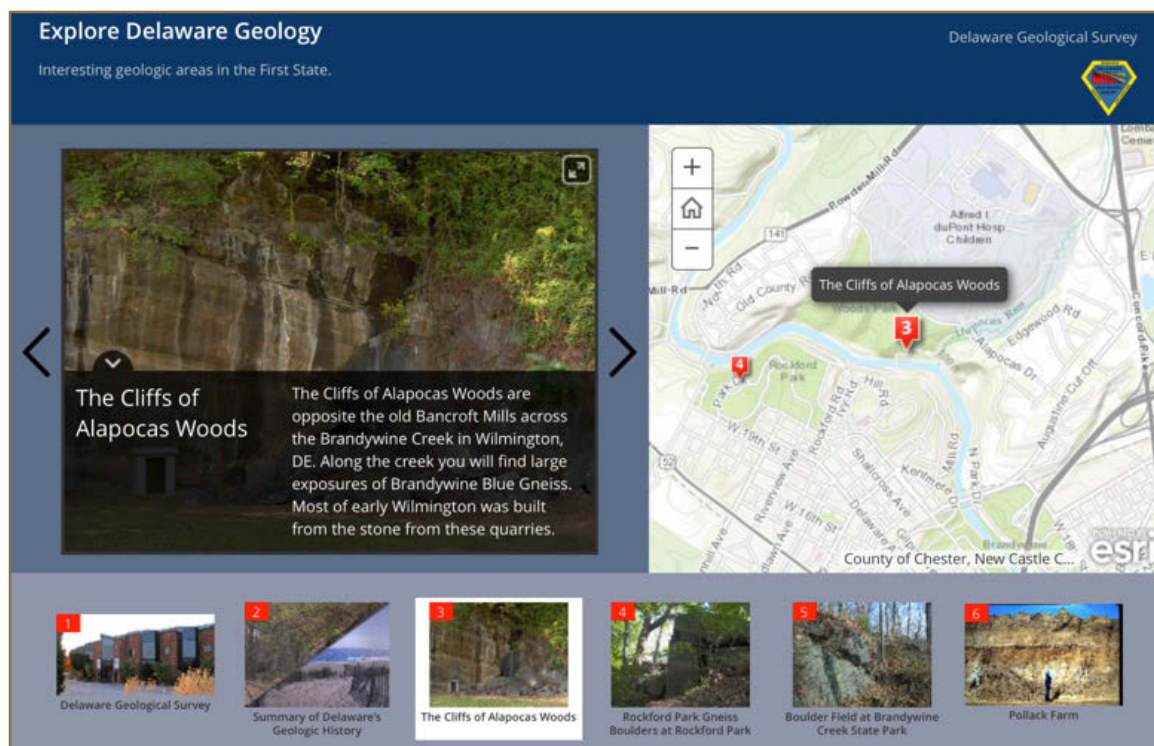 Explore Delaware Geology
Delaware Geological Survey
Interesting geologic areas in the First State.
The Cliffs of
Alapocas Woods
The Cliffs of Alapocas Woods are
opposite the old Bancroft Mills across
the Brandywine Creek in Wilmington,
DE. Along the creek you will find large
exposures of Brandywine Blue Gneiss.
Most of early Wilmington was built
from the stone from these quarries.
+
−
Powder Mill Rd
141
Alfred I
duPont Hosp
Children
Mill-Rd
Old County Rd
The Cliffs of Alapocas Woods
3
4
Rockford
Park
Park Dr
Edgewood Rd
Alapocas Dr
Augustine Cut-Off
Concord-Pike
W 19th St
Rockford Rd
Ivy Rd
Hill Rd
Mill-Rd
N Park Dr
52
Riverview Ave
Shallcross Ave
Kentmere
W 16th St
Delaware
Brandywine
W 18th
esri
County of Chester, New Castle C...
1
Delaware Geological Survey
2
Summary of Delaware's
Geologic History
3
The Cliffs of Alapocas Woods
4
Rockford Park Gneiss
Boulders at Rockford Park
5
Boulder Field at Brandywine
Creek State Park
6
Pollack Farm